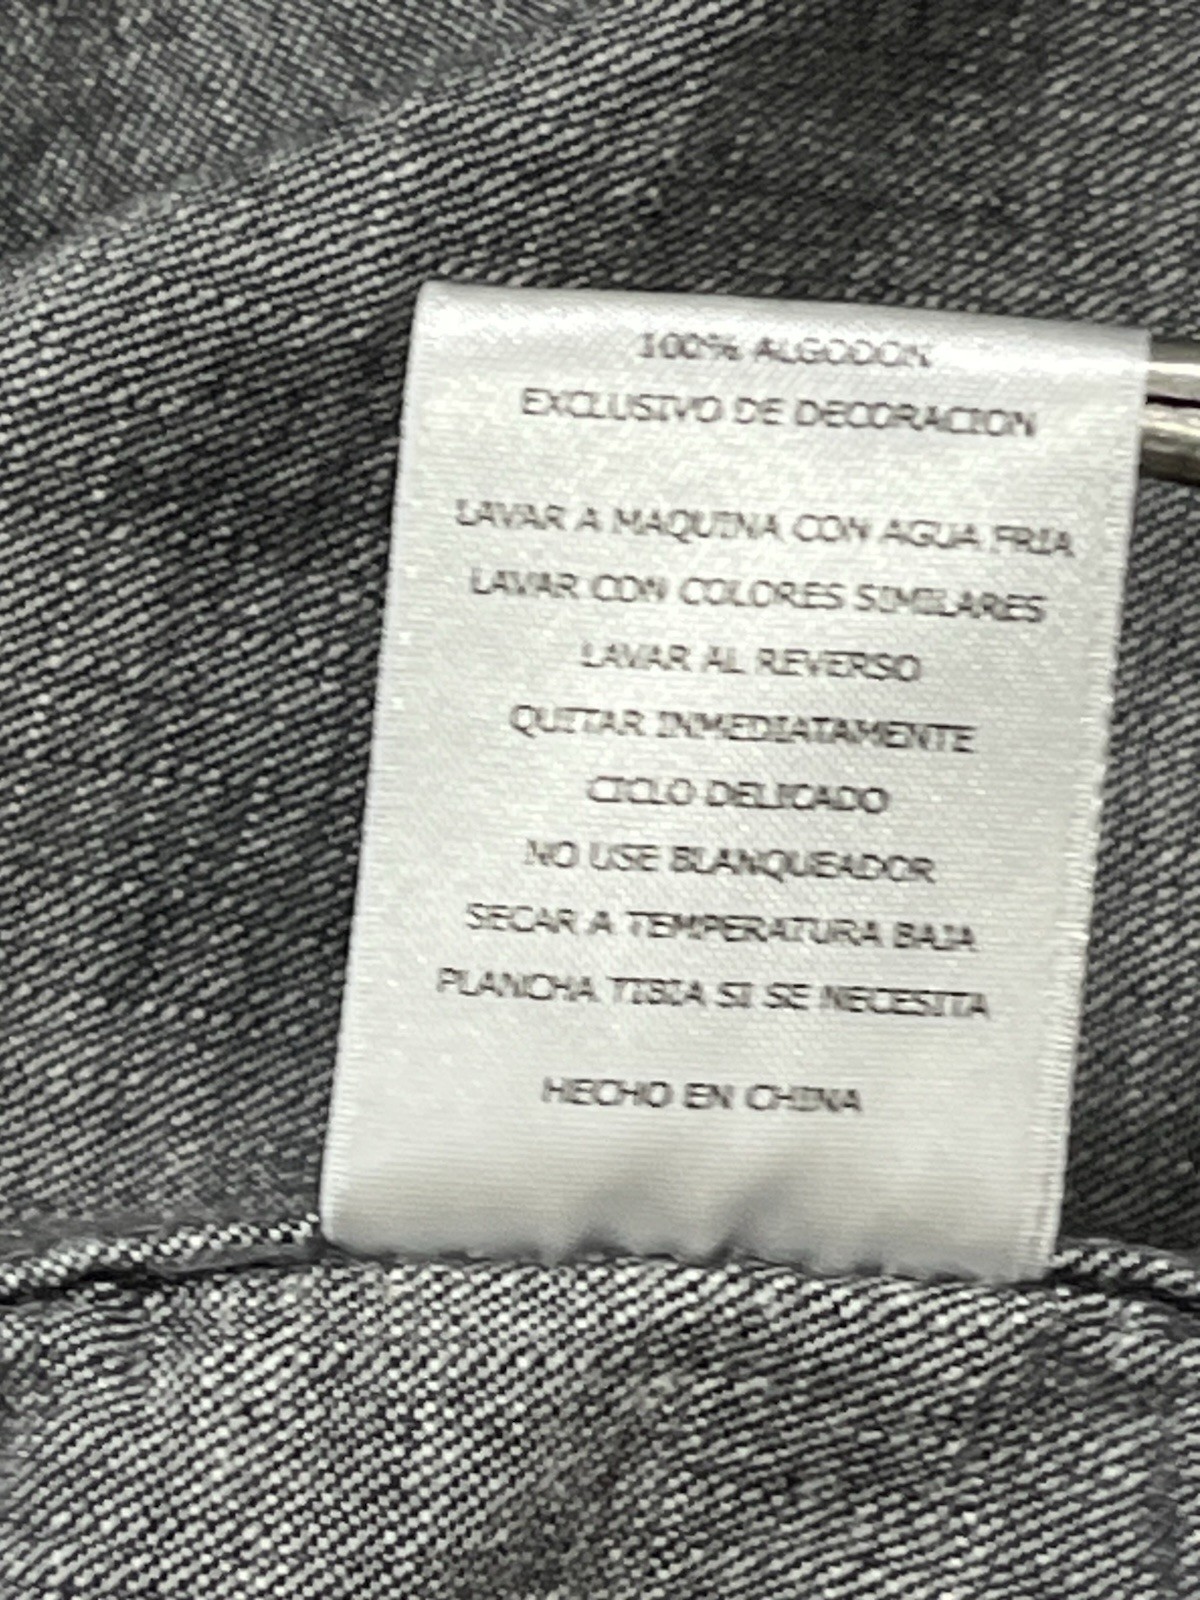 100% ALGODON
EXCLUSIVO DE DECORACION
LAVAR A MAQUINA CON AGUA FRIA
LAVAR CON COLORES SIMILARES
LAVAR AL REVERSO
QUITAR INMEDIATAMENTE
CICLO DELICADO
NO USE BLANQUEADOR
SECAR A TEMPERATURA BAJA
PLANCHA TIBIA SI SE NECESITA
HECHO EN CHINA